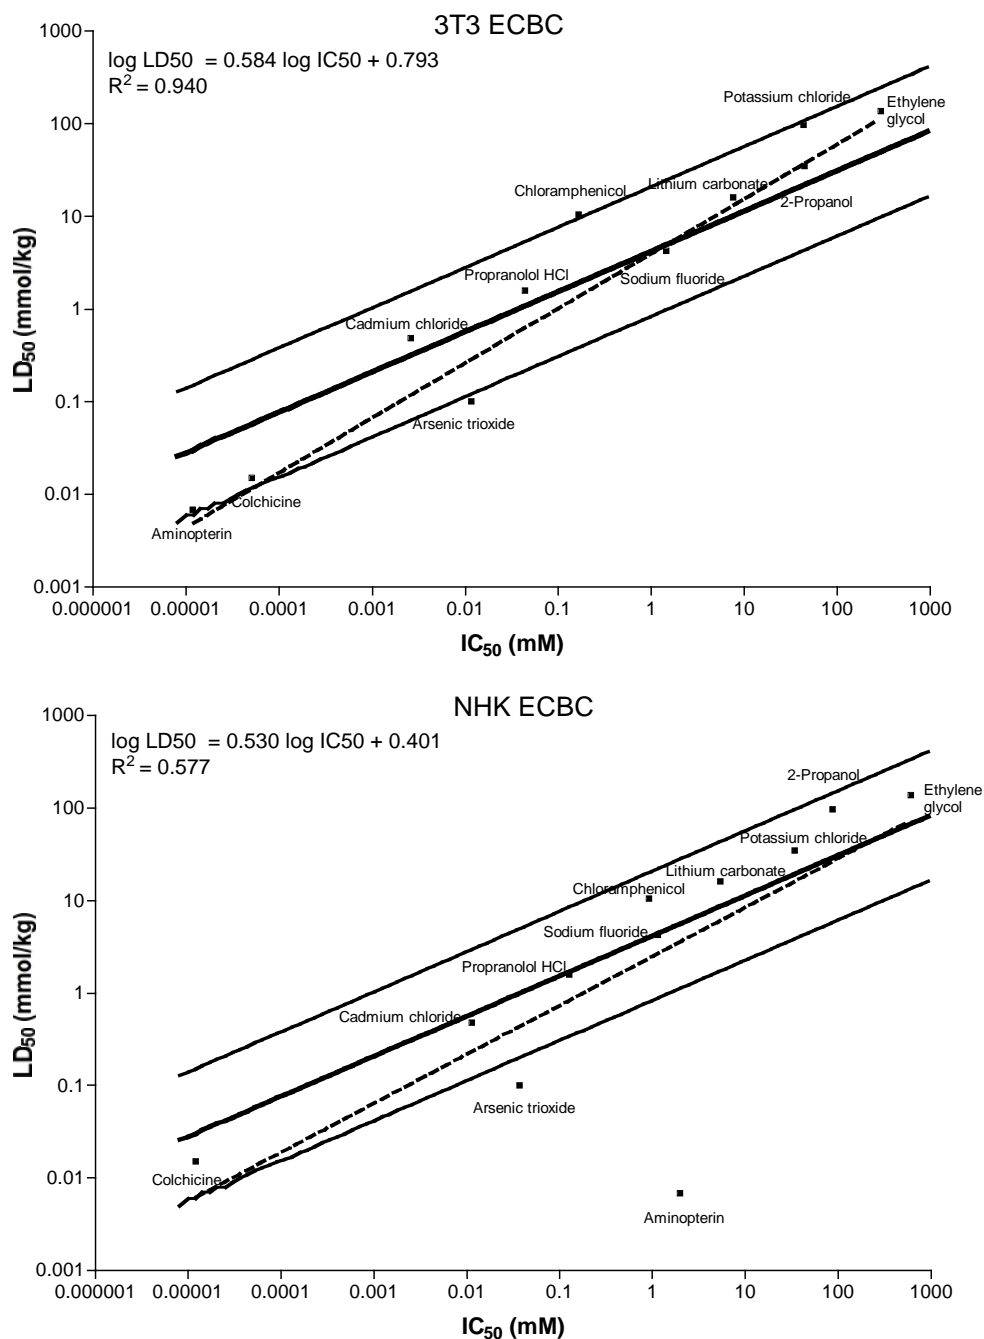 3T3 ECBC
log LD50 = 0.584 log IC50 + 0.793
R² = 0.940
1000
100
10
1
0.1
0.01
0.001
LD₅₀ (mmol/kg)
Potassium chloride
Ethylene
glycol
Lithium carbonate
Chloramphenicol
2-Propanol
Propranolol HCl
Sodium fluoride
Cadmium chloride
Arsenic trioxide
Colchicine
Aminopterin
0.000001 0.00001 0.0001 0.001 0.01 0.1 1 10 100 1000
IC₅₀ (mM)
NHK ECBC
log LD50 = 0.530 log IC50 + 0.401
R² = 0.577
1000
100
10
1
0.1
0.01
0.001
LD₅₀ (mmol/kg)
2-Propanol
Ethylene
glycol
Potassium chloride
Lithium carbonate
Chloramphenicol
Sodium fluoride
Propranolol HCl
Cadmium chloride
Arsenic trioxide
Colchicine
Aminopterin
0.000001 0.00001 0.0001 0.001 0.01 0.1 1 10 100 1000
IC₅₀ (mM)